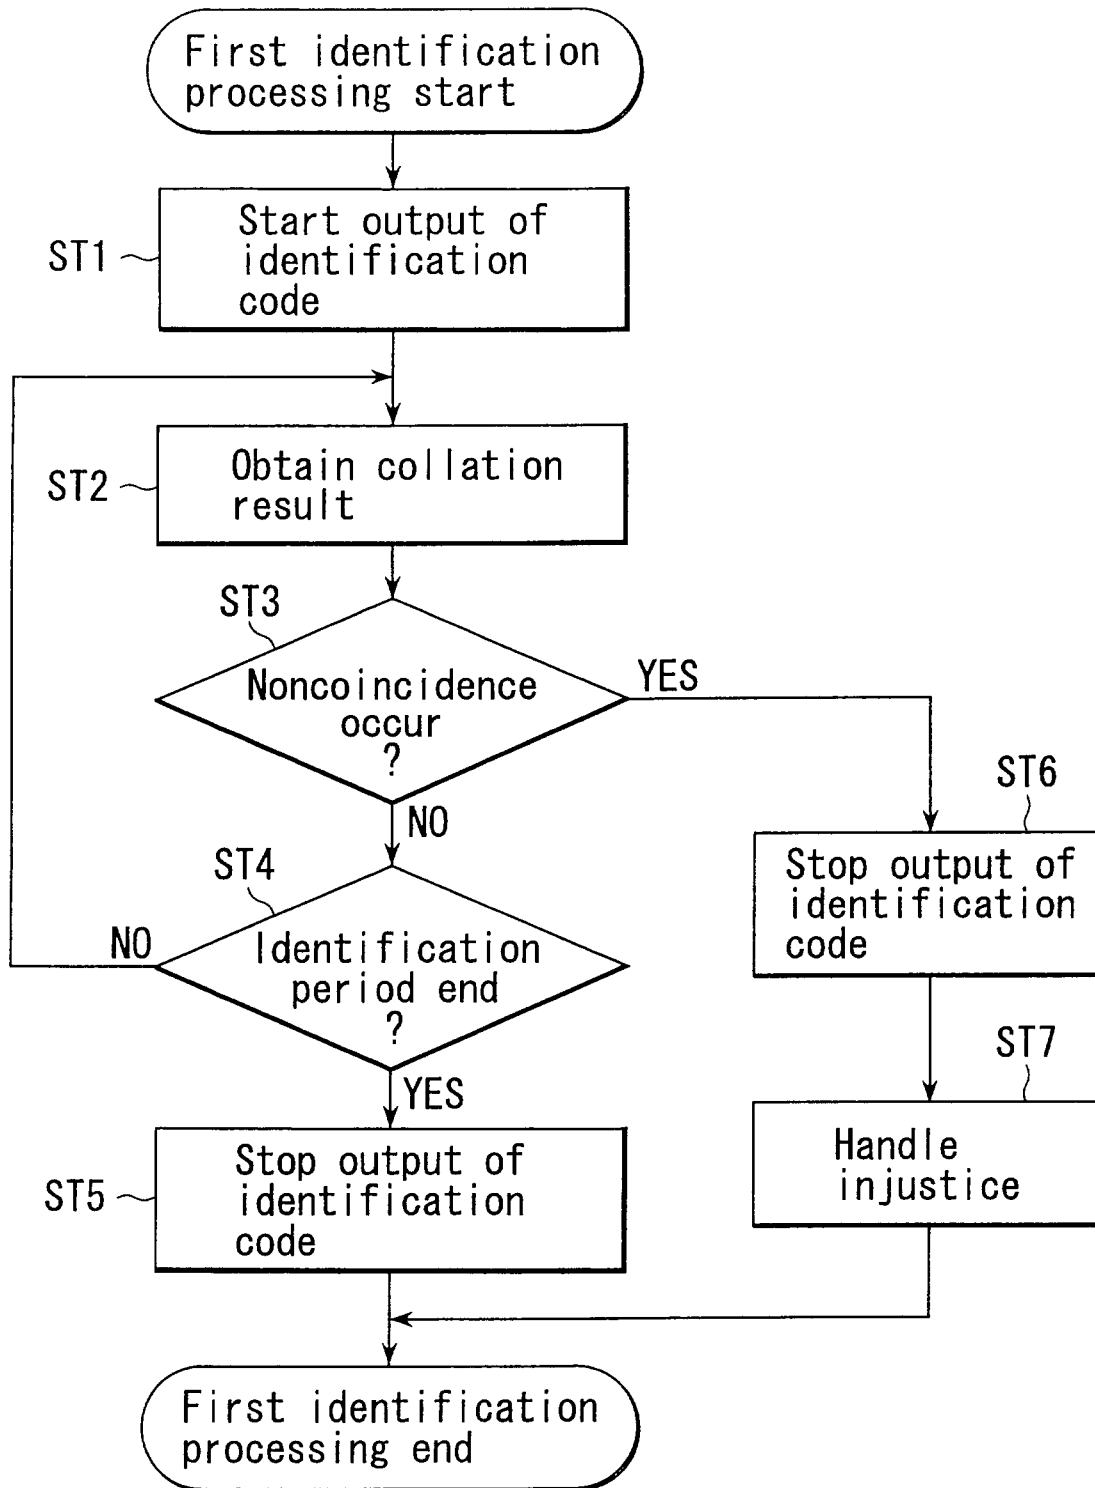 First identification
processing start
ST1
Start output of
identification
code
ST2
Obtain collation
result
ST3
Noncoincidence
occur
?
YES
NO
ST4
Identification
period end
?
NO
YES
ST5
Stop output of
identification
code
ST6
Stop output of
identification
code
ST7
Handle
injustice
First identification
processing end